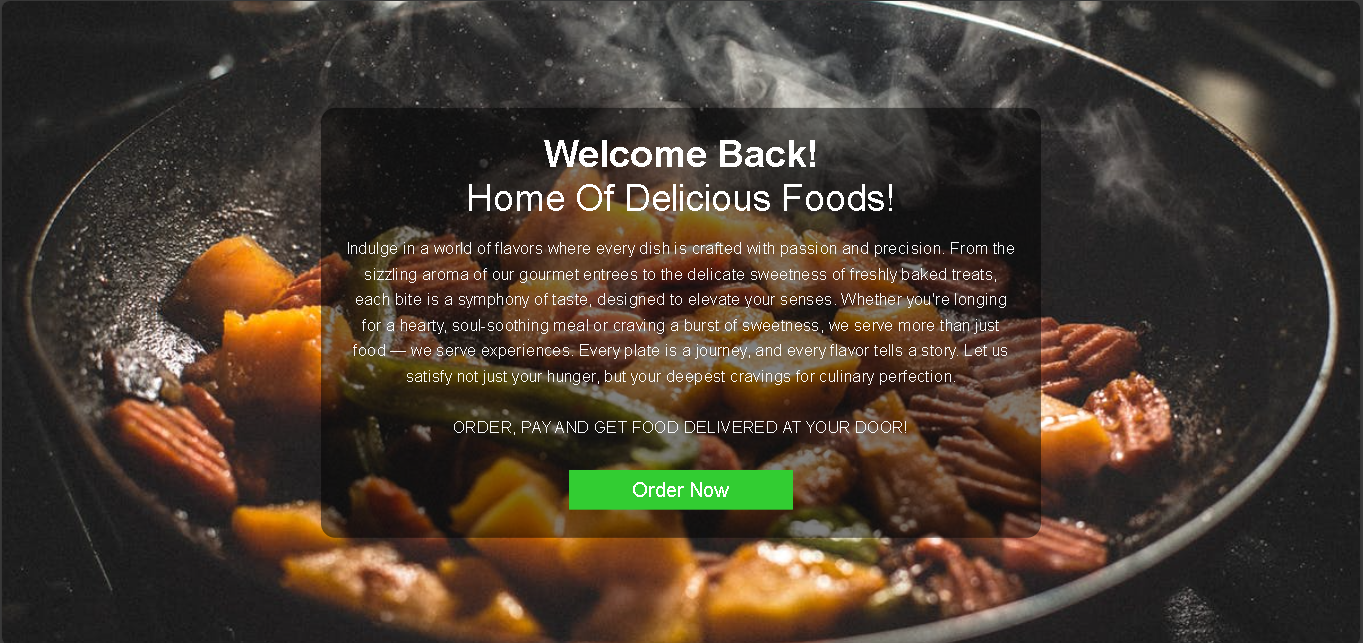 Welcome Back!
Home Of Delicious Foods!
Indulge in a world of flavors where every dish is crafted with passion and precision. From the
sizzling aroma of our gourmet entrees to the delicate sweetness of freshly baked treats,
each bite is a symphony of taste, designed to elevate your senses. Whether you're longing
for a hearty, soul-soothing meal or craving a burst of sweetness, we serve more than just
food — we serve experiences. Every plate is a journey, and every flavor tells a story. Let us
satisfy not just your hunger, but your deepest cravings for culinary perfection.
ORDER, PAY AND GET FOOD DELIVERED AT YOUR DOOR!
Order Now